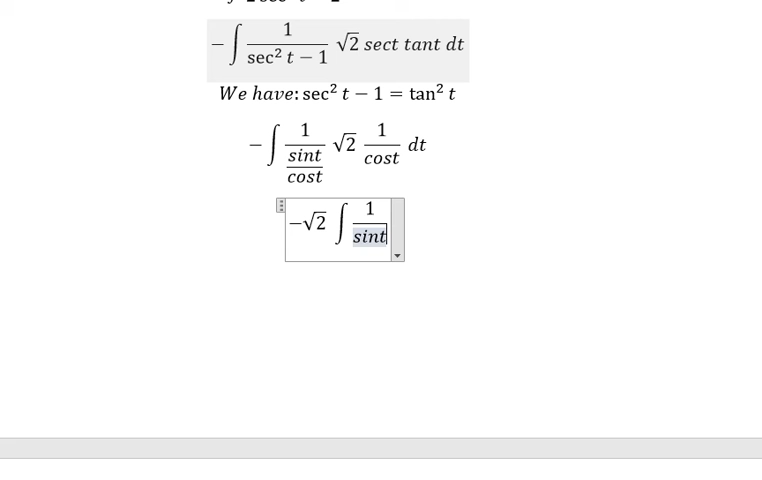 − ∫ 1/(sec² t − 1) √2 sect tant dt
We have: sec² t − 1 = tan² t
− ∫ 1/(sint/cost) √2 1/cost dt
−√2 ∫ 1/sint